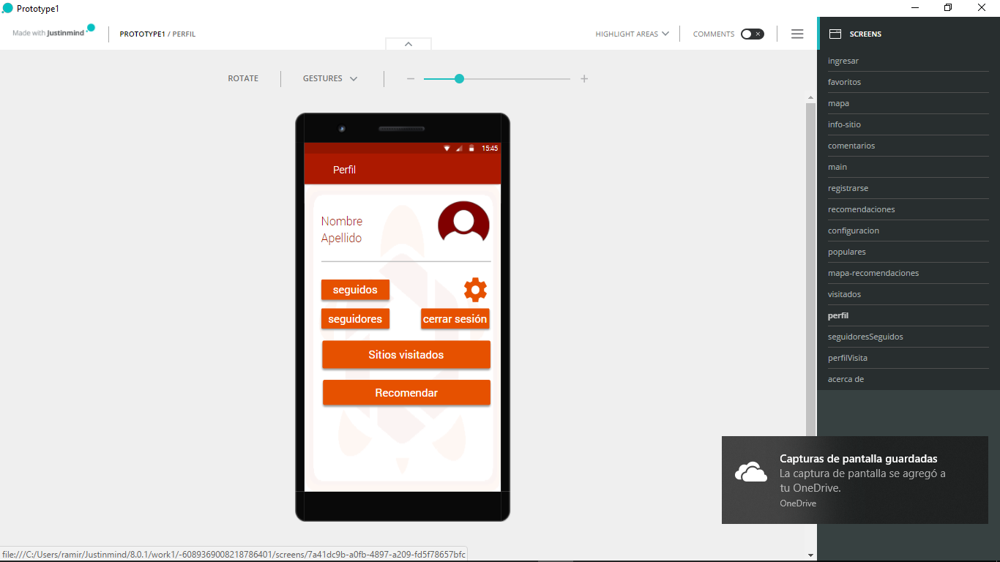 Prototype1
Made with Justinmind
PROTOTYPE1 / PERFIL
HIGHLIGHT AREAS
COMMENTS
SCREENS
ROTATE
GESTURES
15:45
Perfil
Nombre
Apellido
seguidos
seguidores
cerrar sesión
Sitios visitados
Recomendar
ingresar
favoritos
mapa
info-sitio
comentarios
main
registrarse
recomendaciones
configuracion
populares
mapa-recomendaciones
visitados
perfil
seguidoresSeguidos
perfilVisita
acerca de
Capturas de pantalla guardadas
La captura de pantalla se agregó a
tu OneDrive.
OneDrive
file:///C:/Users/ramir/Justinmind/8.0.1/work1/-6089369008218786401/screens/7a41dc9b-a0fb-4897-a209-fd5f78657bfc